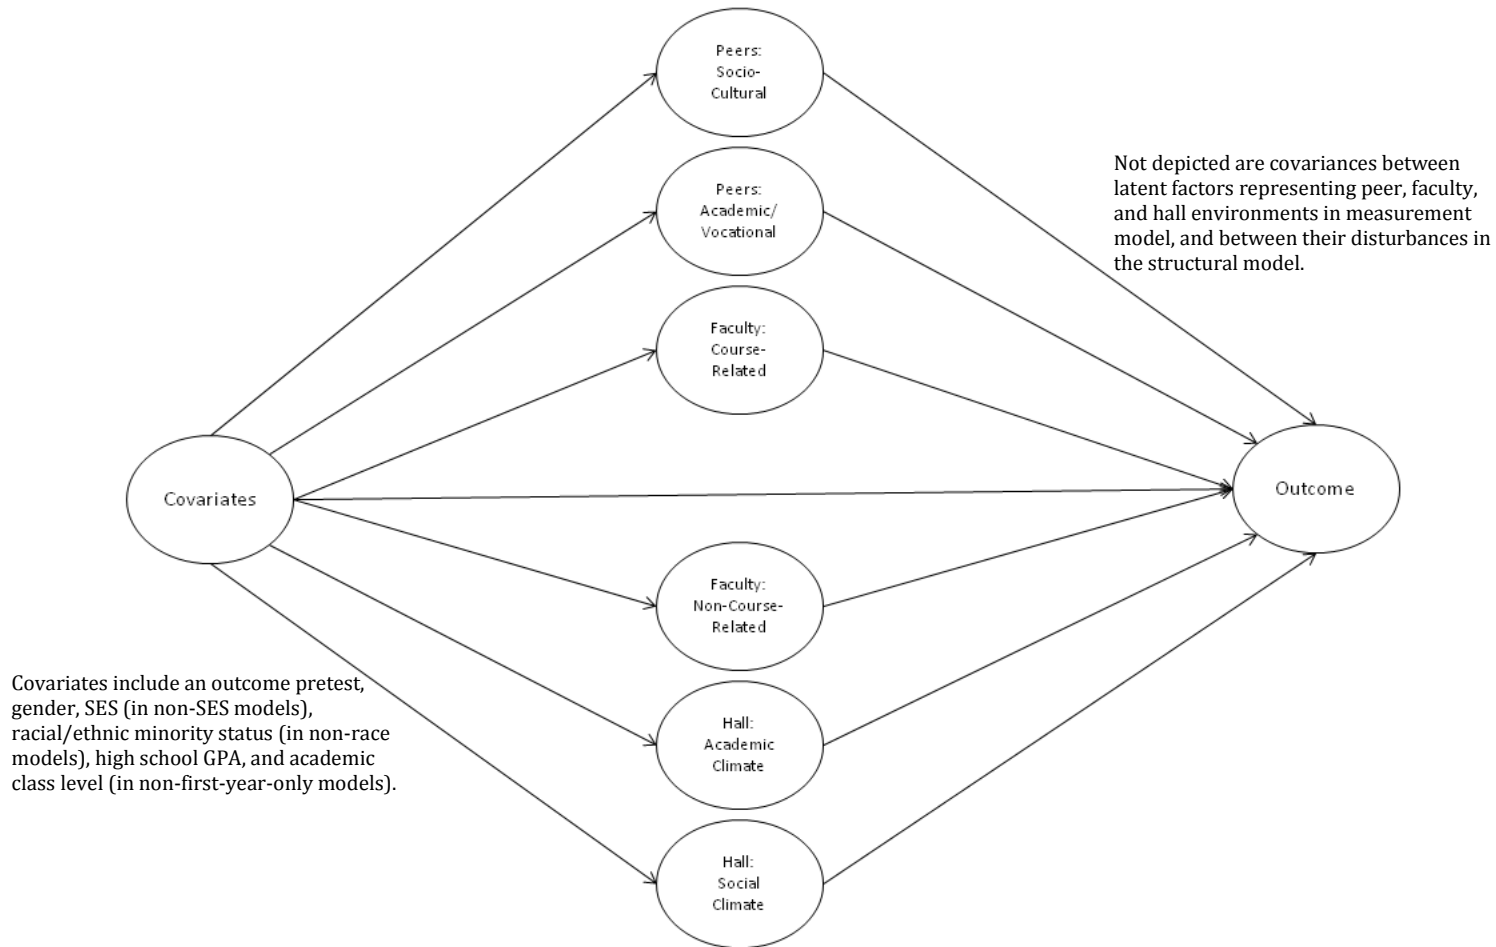 Peers:
Socio-
Cultural
Peers:
Academic/
Vocational
Not depicted are covariances between
latent factors representing peer, faculty,
and hall environments in measurement
model, and between their disturbances in
the structural model.
Faculty:
Course-
Related
Covariates
Outcome
Faculty:
Non-Course-
Related
Covariates include an outcome pretest,
gender, SES (in non-SES models),
racial/ethnic minority status (in non-race
models), high school GPA, and academic
class level (in non-first-year-only models).
Hall:
Academic
Climate
Hall:
Social
Climate